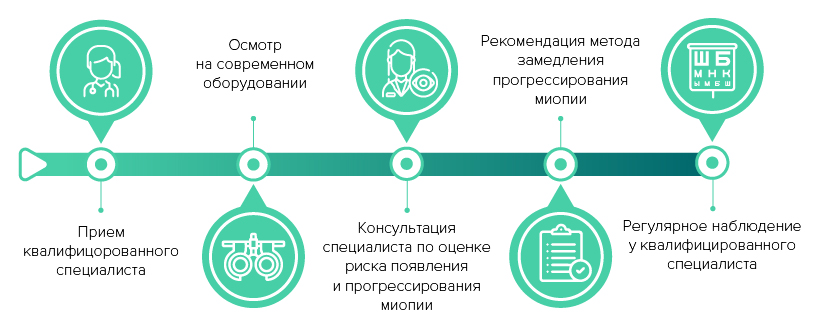 Прием
квалифицорованного
специалиста
Осмотр
на современном
оборудовании
Консультация
специалиста по оценке
риска появления
и прогрессирования
миопии
Рекомендация метода
замедления
прогрессирования
миопии
Ш Б
М Н К
Ы М Б Ш
Регулярное наблюдение
у квалифицированного
специалиста